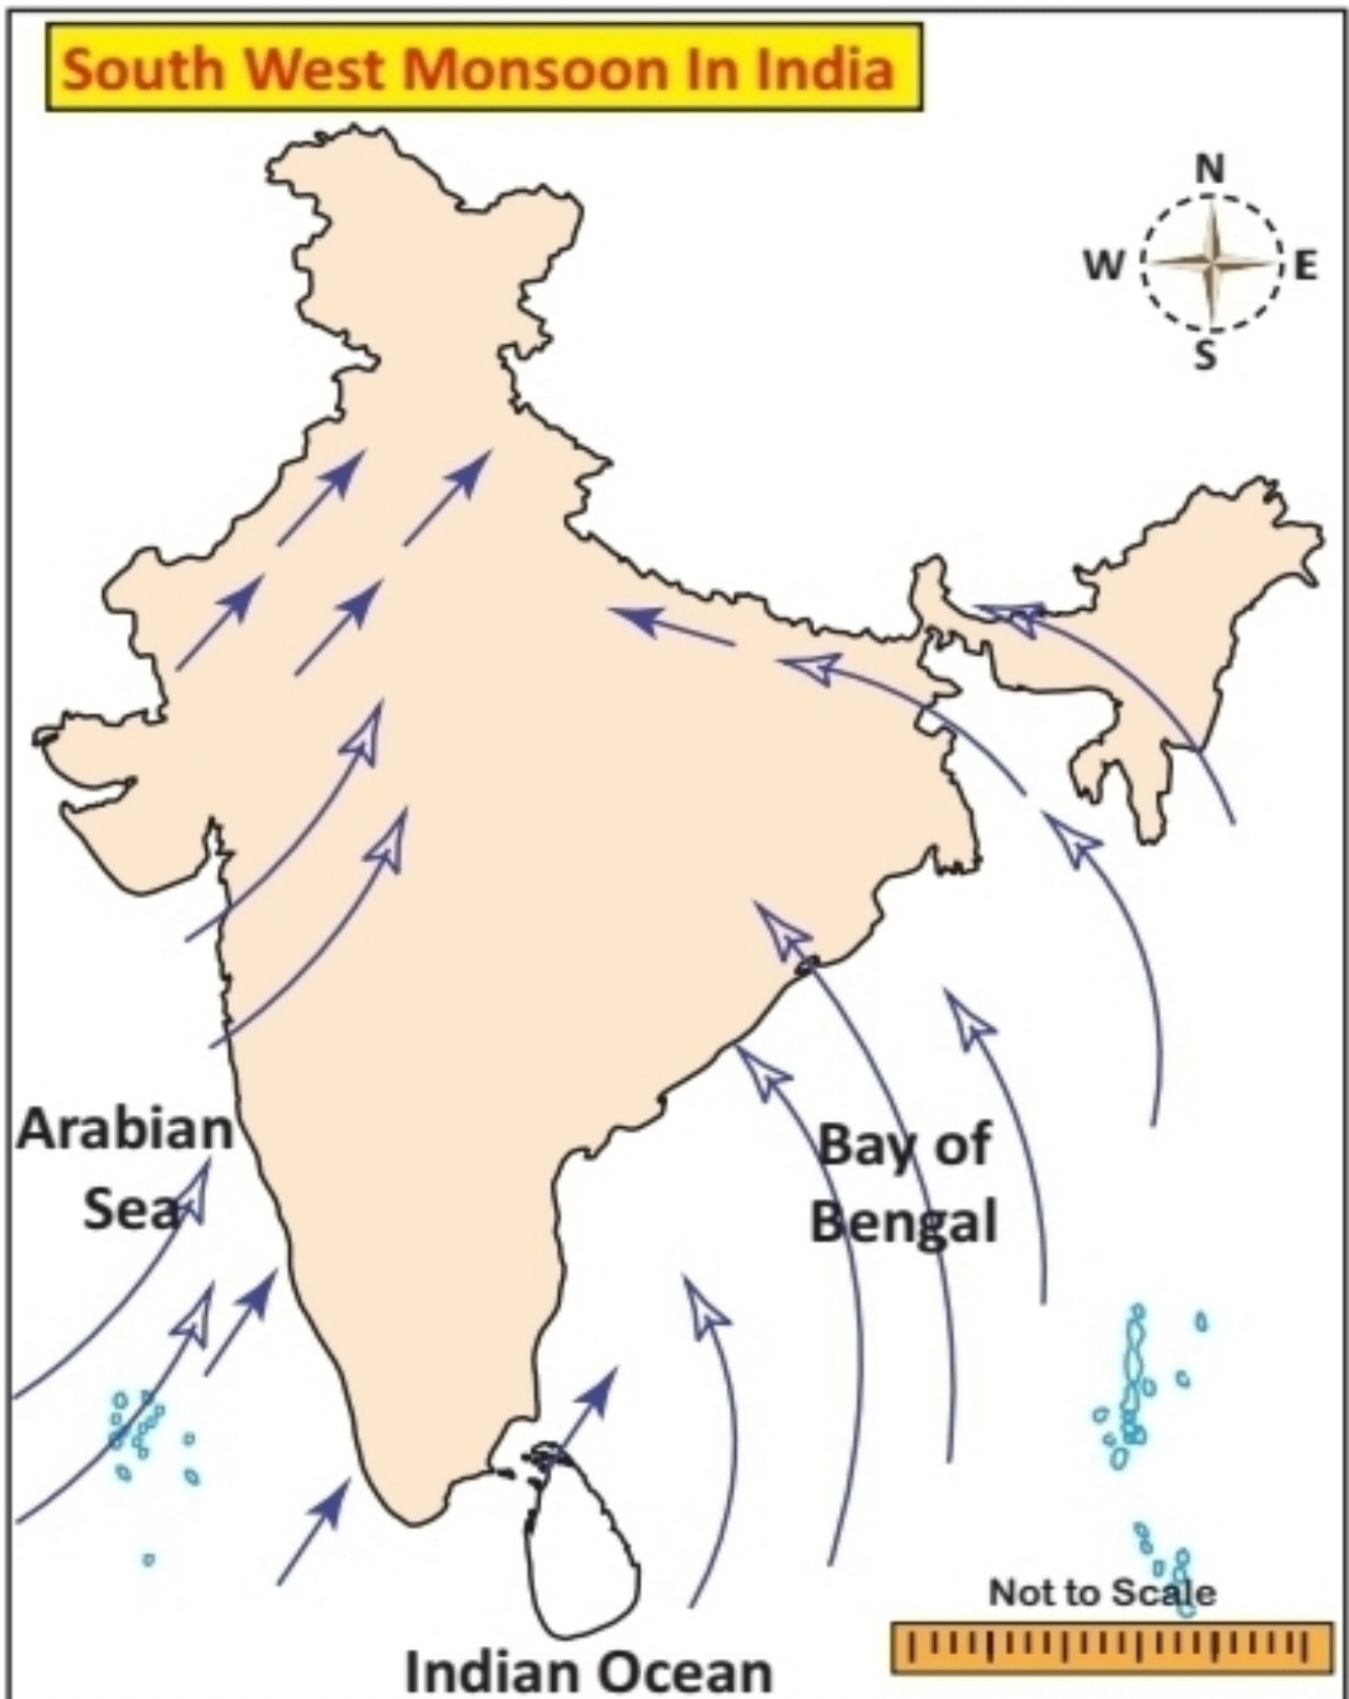 South West Monsoon In India
N
W
E
S
Arabian
Sea
Bay of
Bengal
Not to Scale
Indian Ocean